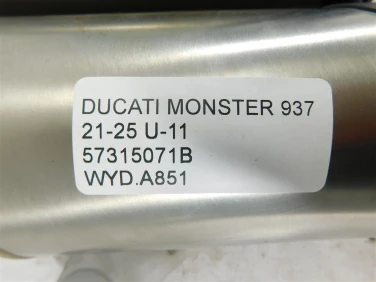 DUCATI MONSTER 937
21-25 U-11
57315071B
WYD.A851